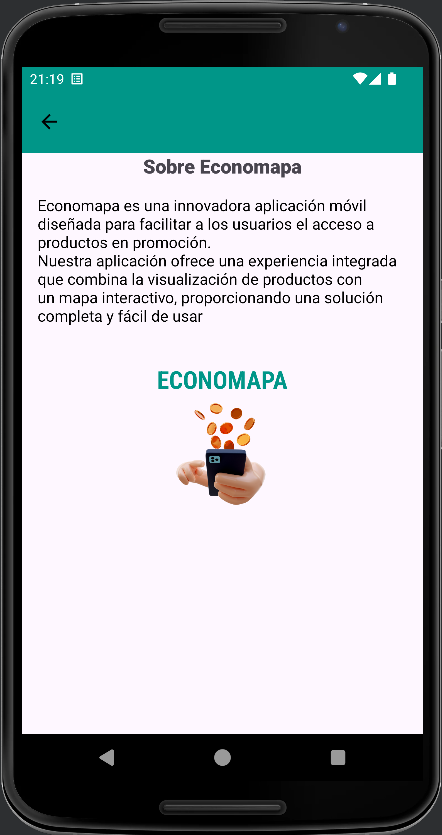 21:19
Sobre Economapa
Economapa es una innovadora aplicación móvil
diseñada para facilitar a los usuarios el acceso a
productos en promoción.
Nuestra aplicación ofrece una experiencia integrada
que combina la visualización de productos con
un mapa interactivo, proporcionando una solución
completa y fácil de usar
ECONOMAPA